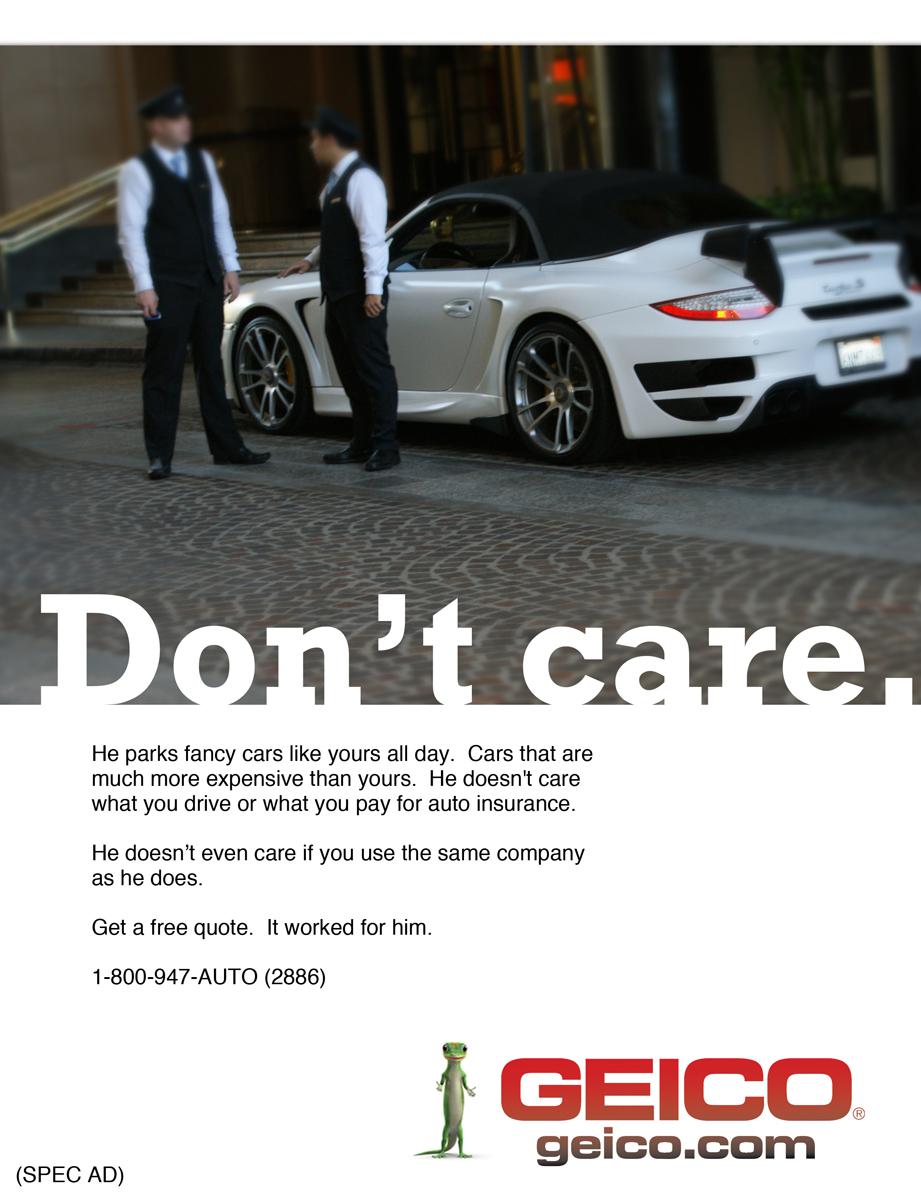 Don't care.
He parks fancy cars like yours all day.  Cars that are
much more expensive than yours.  He doesn't care
what you drive or what you pay for auto insurance.
He doesn’t even care if you use the same company
as he does.
Get a free quote.  It worked for him.
1-800-947-AUTO (2886)
GEICO®
geico.com
(SPEC AD)